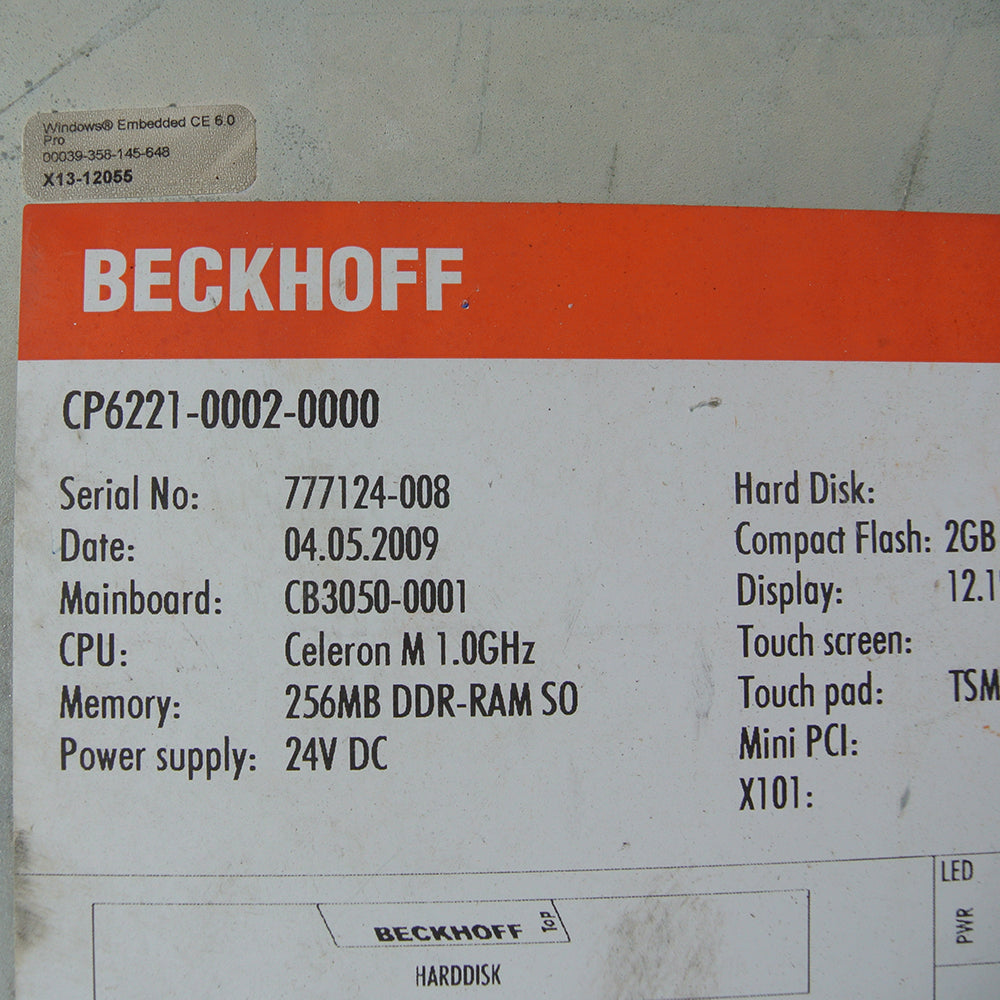 Windows® Embedded CE 6.0
Pro
00039-358-145-648
X13-12055
BECKHOFF
CP6221-0002-0000
Serial No: 777124-008
Date: 04.05.2009
Mainboard: CB3050-0001
CPU: Celeron M 1.0GHz
Memory: 256MB DDR-RAM SO
Power supply: 24V DC
Hard Disk:
Compact Flash: 2GB
Display: 12.1
Touch screen:
Touch pad: TSM
Mini PCI:
X101:
LED
PWR
BECKHOFF Top
HARDDISK